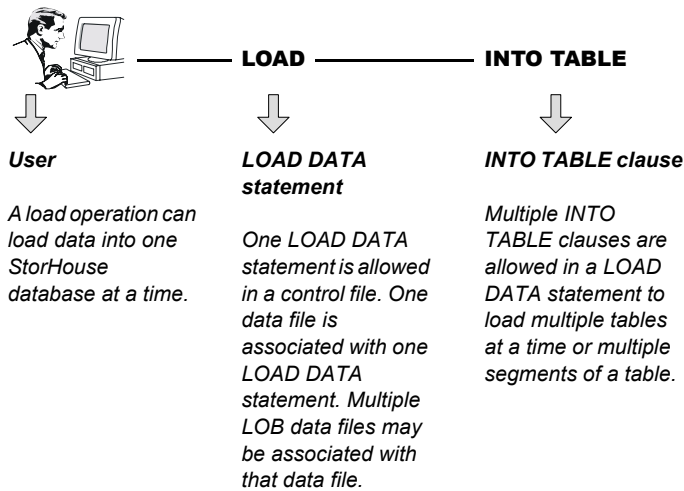 LOAD
INTO TABLE
User
A load operation can
load data into one
StorHouse
database at a time.
LOAD DATA
statement
One LOAD DATA
statement is allowed
in a control file. One
data file is
associated with one
LOAD DATA
statement. Multiple
LOB data files may
be associated with
that data file.
INTO TABLE clause
Multiple INTO
TABLE clauses are
allowed in a LOAD
DATA statement to
load multiple tables
at a time or multiple
segments of a table.